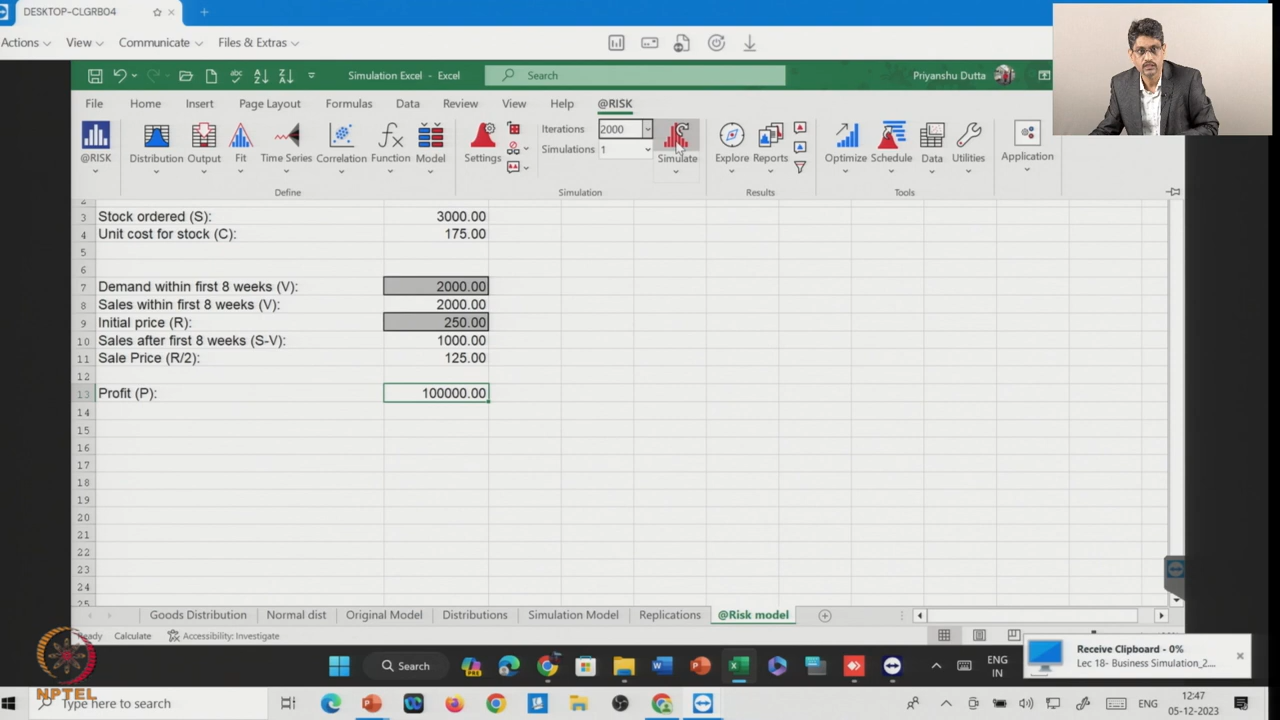 DESKTOP-CLGRBO4
Actions View Communicate Files & Extras
Simulation Excel - Excel
Search
Priyanshu Dutta
File Home Insert Page Layout Formulas Data Review View Help @RISK
Iterations 2000
Simulations 1
@RISK Distribution Output Fit Time Series Correlation Function Model Settings Simulate Explore Reports Optimize Schedule Data Utilities Application
Define Simulation Results Tools
2
3 Stock ordered (S): 3000.00
4 Unit cost for stock (C): 175.00
5
6
7 Demand within first 8 weeks (V): 2000.00
8 Sales within first 8 weeks (V): 2000.00
9 Initial price (R): 250.00
10 Sales after first 8 weeks (S-V): 1000.00
11 Sale Price (R/2): 125.00
12
13 Profit (P): 100000.00
14
15
16
17
18
19
20
21
22
23
24
25
Goods Distribution Normal dist Original Model Distributions Simulation Model Replications @Risk model
Ready Calculate Accessibility: Investigate
Receive Clipboard - 0%
Lec 18- Business Simulation_2...
Search
ENG
IN
NPTEL
Type here to search
ENG
12:47
05-12-2023